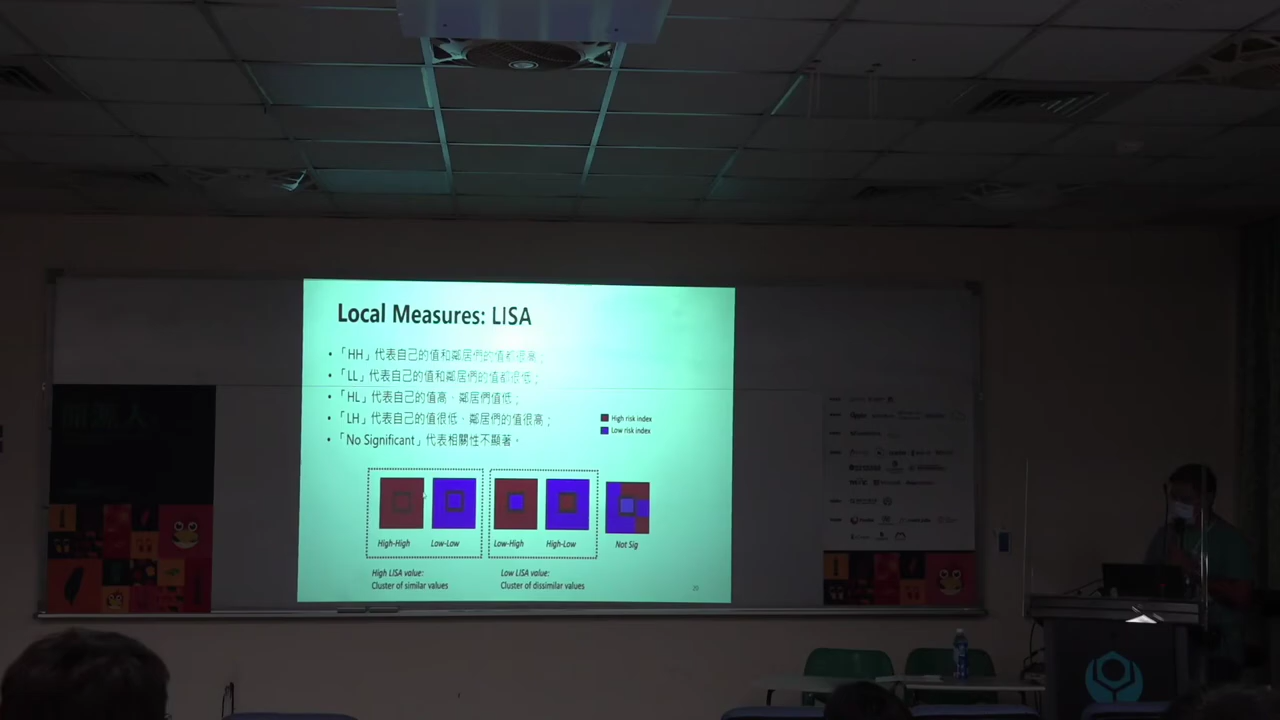 Local Measures: LISA
• 「HH」代表自己的值和鄰居們的值都很高；
• 「LL」代表自己的值和鄰居們的值都很低；
• 「HL」代表自己的值高、鄰居們值低；
• 「LH」代表自己的值很低、鄰居們的值很高；
• 「No Significant」代表相關性不顯著。
High risk index
Low risk index
High-High
Low-Low
Low-High
High-Low
Not Sig
High LISA value:
Cluster of similar values
Low LISA value:
Cluster of dissimilar values
20